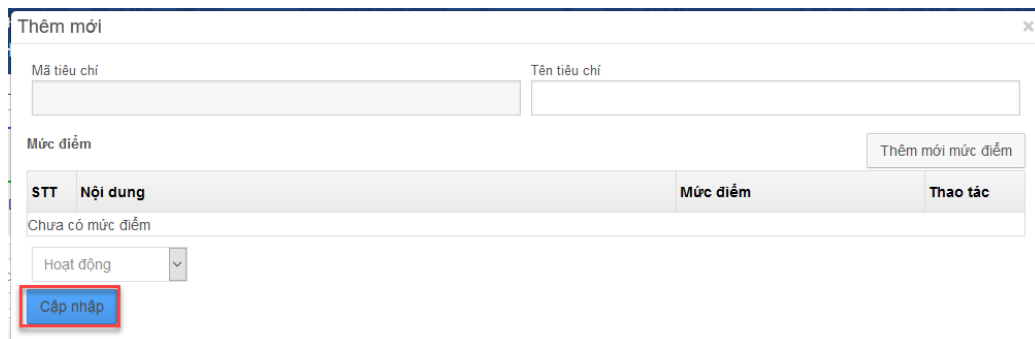 Thêm mới
×
Mã tiêu chí Tên tiêu chí
Mức điểm Thêm mới mức điểm
STT Nội dung Mức điểm Thao tác
Chưa có mức điểm
Hoạt động
Cập nhập